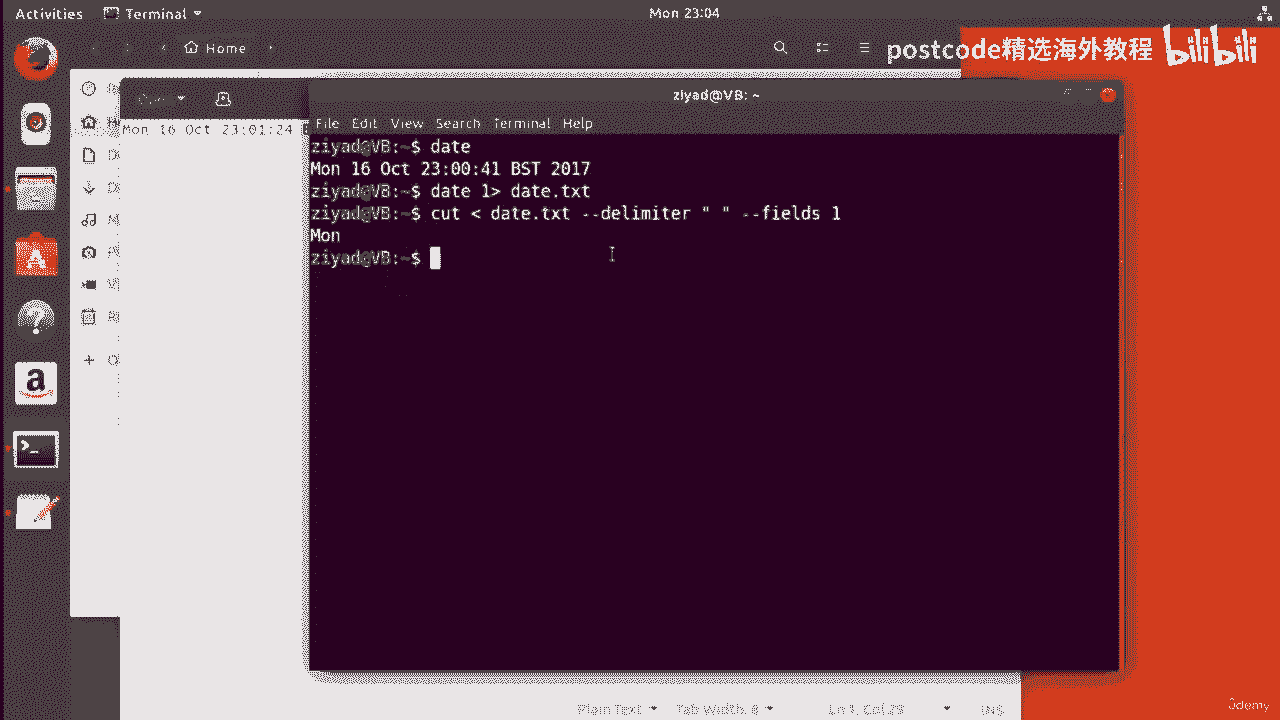 Activities
Terminal
Mon 23:04
Home
postcode精选海外教程 bilibili
ziyad@VB: ~
Mon 16 Oct 23:01:24
File Edit View Search Terminal Help
ziyad@VB:~$ date
Mon 16 Oct 23:00:41 BST 2017
ziyad@VB:~$ date 1> date.txt
ziyad@VB:~$ cut < date.txt --delimiter " " --fields 1
Mon
ziyad@VB:~$
Plain Text Tab Width: 8 Ln 1, Col 29 INS
ûdemy